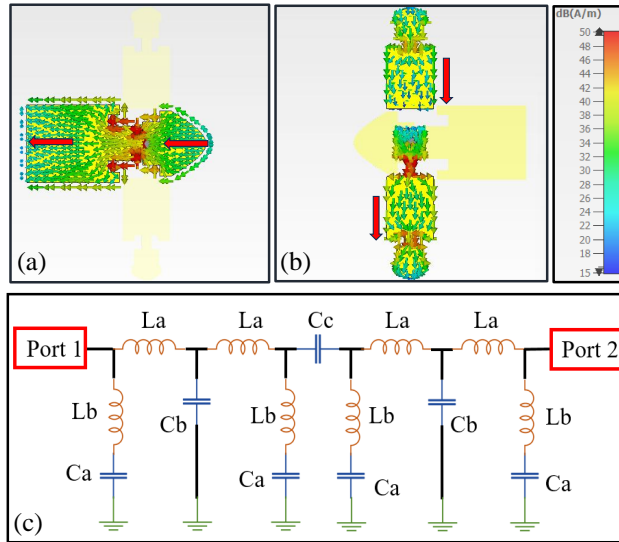 dB(A/m)
50
46
44
42
40
38
36
34
32
30
28
26
24
22
20
18
15
(a)
(b)
La
La
Cc
La
La
Port 1
Port 2
Lb
Cb
Lb
Lb
Cb
Lb
Ca
Ca
Ca
Ca
(c)